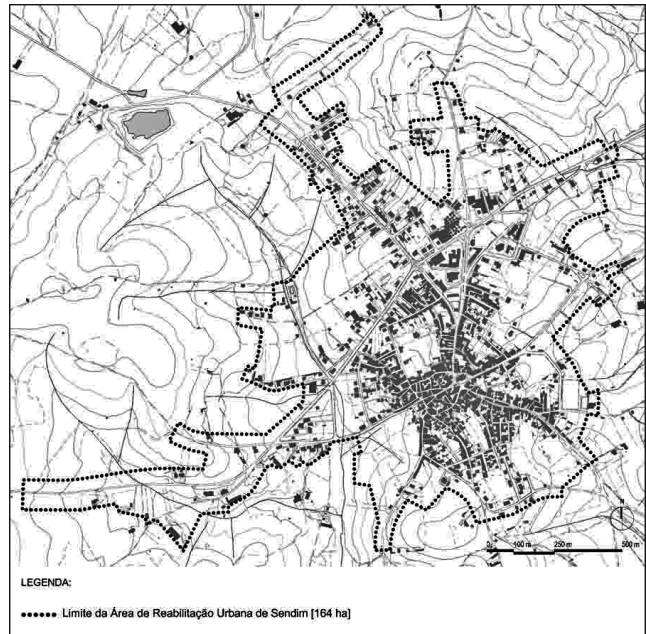 N
0 100 m 250 m 500 m
LEGENDA:
Limite da Área de Reabilitação Urbana de Sendim [164 ha]